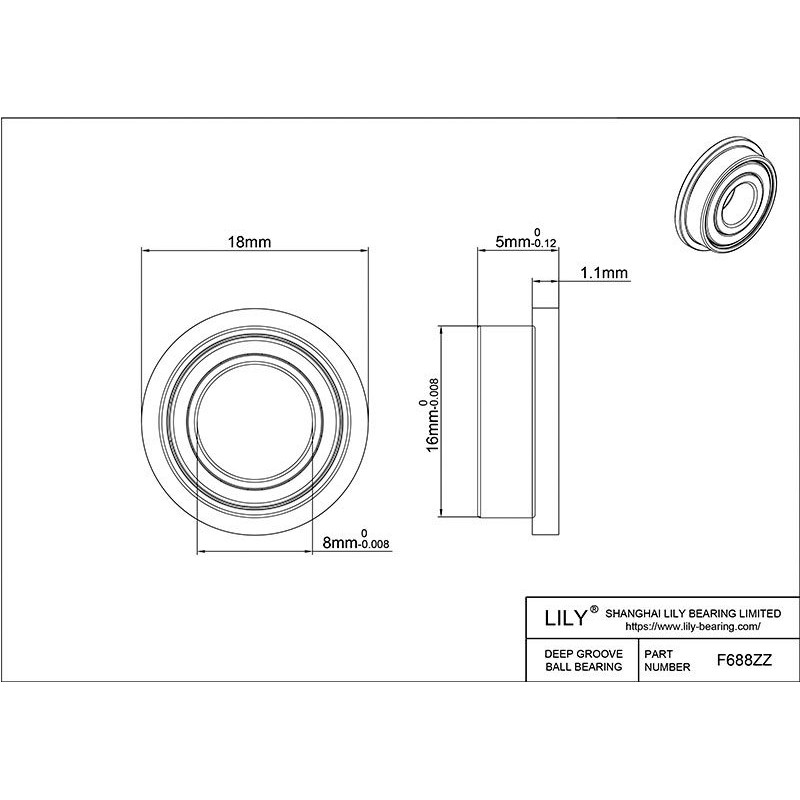 18mm
5mm 0 -0.12
1.1mm
16mm 0 -0.008
8mm 0 -0.008
LILY® SHANGHAI LILY BEARING LIMITED
https://www.lily-bearing.com/
DEEP GROOVE
BALL BEARING
PART
NUMBER
F688ZZ